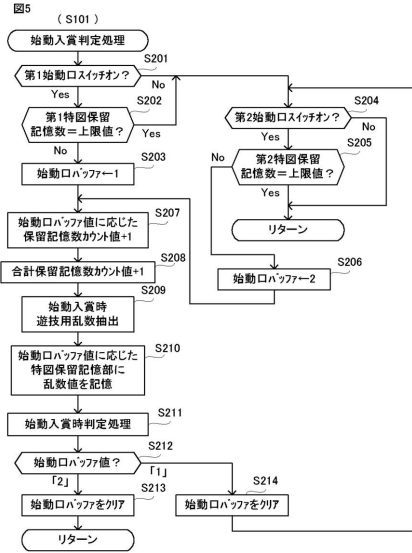 図5
(S101)
始動入賞判定処理
S201
第1始動口スイッチオン?
Yes
No
S202
第1特図保留
記憶数=上限値?
Yes
No
S203
始動口バッファ←1
S204
第2始動口スイッチオン?
Yes
No
S205
第2特図保留
記憶数=上限値?
No
Yes
リターン
S206
始動口バッファ←2
S207
始動口バッファ値に応じた
保留記憶数カウント値+1
S208
合計保留記憶数カウント値+1
S209
始動入賞時
遊技用乱数抽出
S210
始動口バッファ値に応じた
特図保留記憶部に
乱数値を記憶
S211
始動入賞時判定処理
S212
始動口バッファ値?
「2」
「1」
S213
始動口バッファをクリア
S214
始動口バッファをクリア
リターン